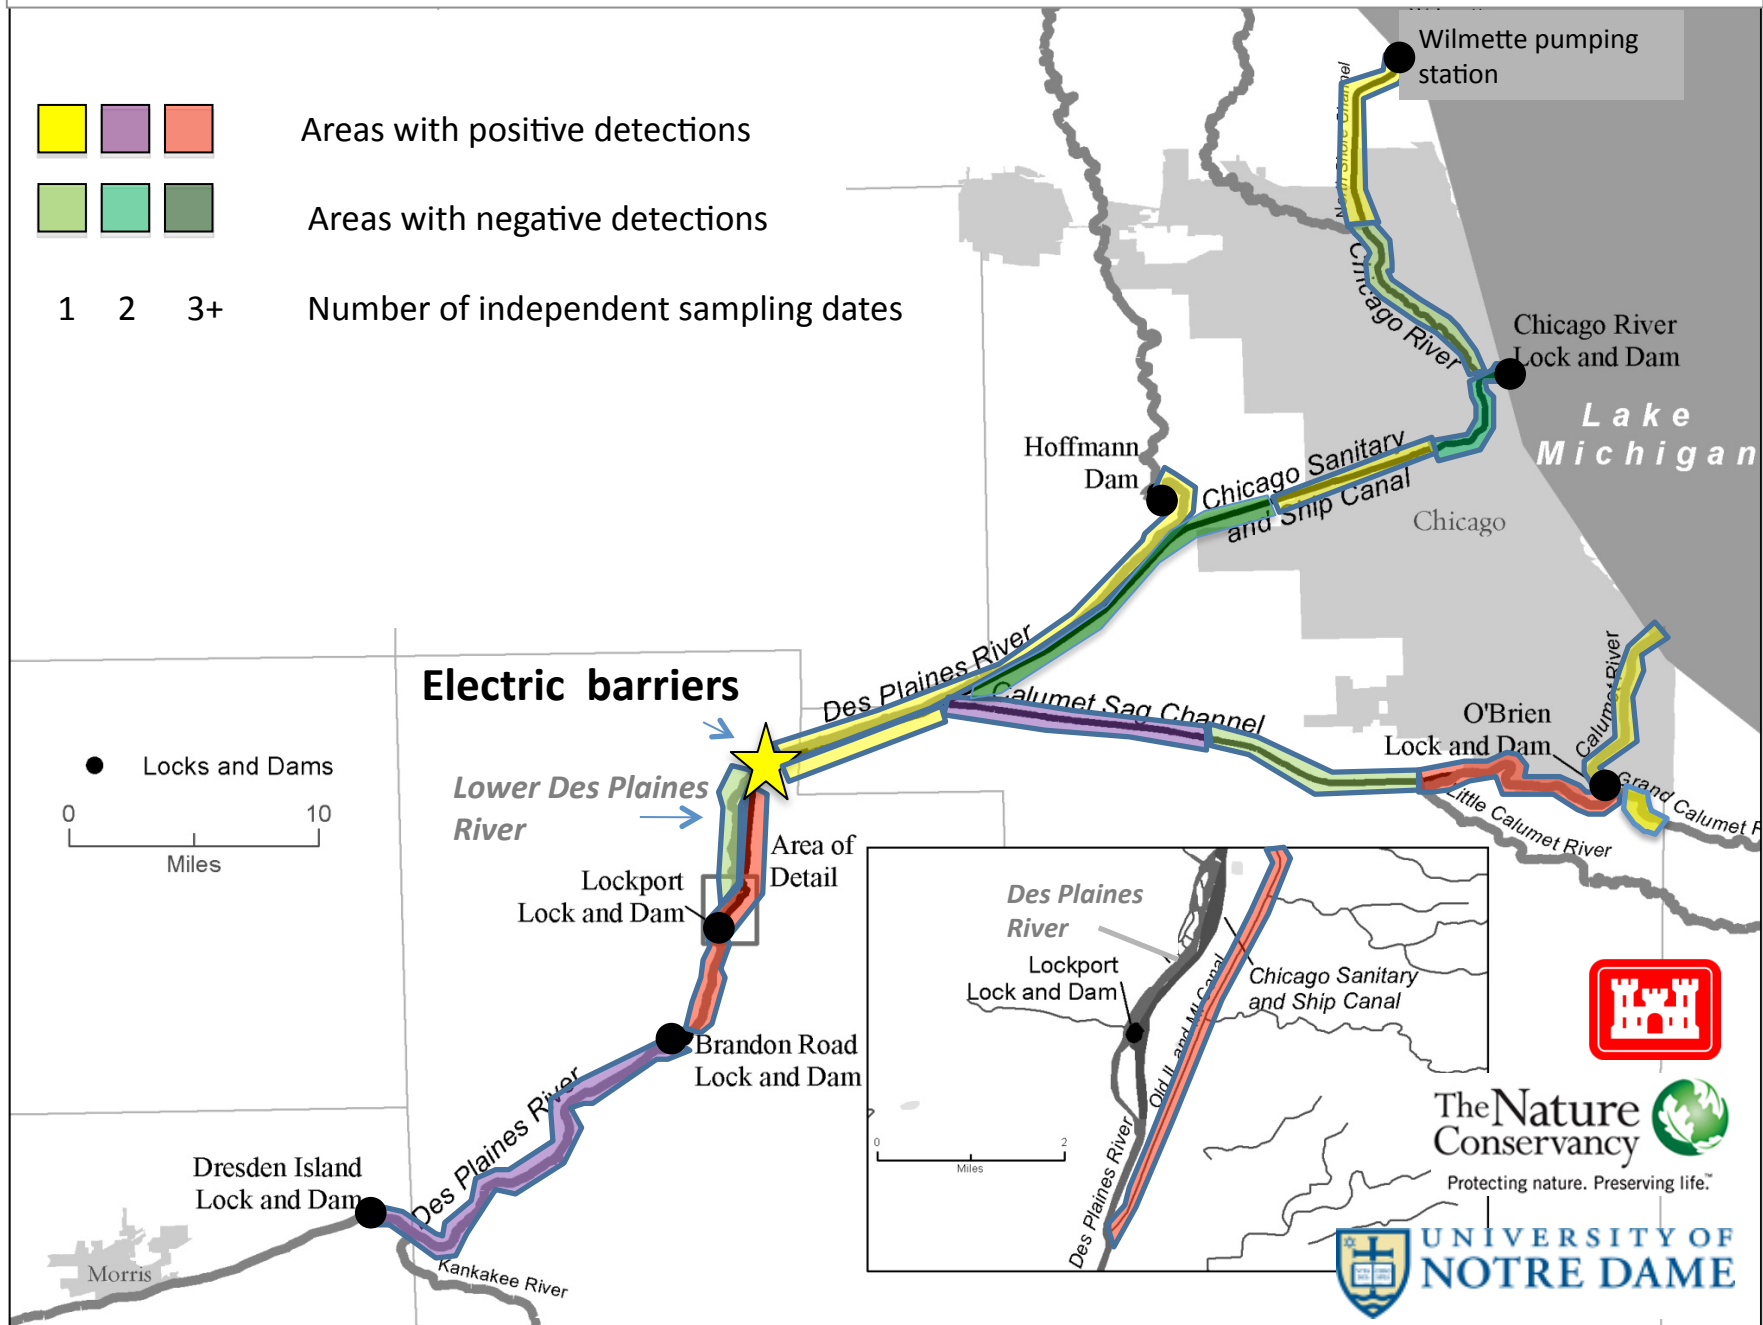 Wilmette pumping
station
Areas with positive detections
North Shore Channel
Areas with negative detections
1 2 3+ Number of independent sampling dates
Chicago River
Chicago River
Lock and Dam
Lake
Michigan
Hoffmann
Dam
Chicago Sanitary
and Ship Canal
Chicago
Des Plaines River
Electric barriers
Calumet Sag Channel
Calumet River
O'Brien
Lock and Dam
Locks and Dams
0 10
Miles
Lower Des Plaines
River
Grand Calumet R
Little Calumet River
Area of
Detail
Lockport
Lock and Dam
Des Plaines
River
Lockport
Lock and Dam
Chicago Sanitary
and Ship Canal
Old IL and MI Canal
Des Plaines River
0 2
Miles
Brandon Road
Lock and Dam
Des Plaines River
Dresden Island
Lock and Dam
Morris
Kankakee River
The Nature
Conservancy
Protecting nature. Preserving life.™
UNIVERSITY OF
NOTRE DAME